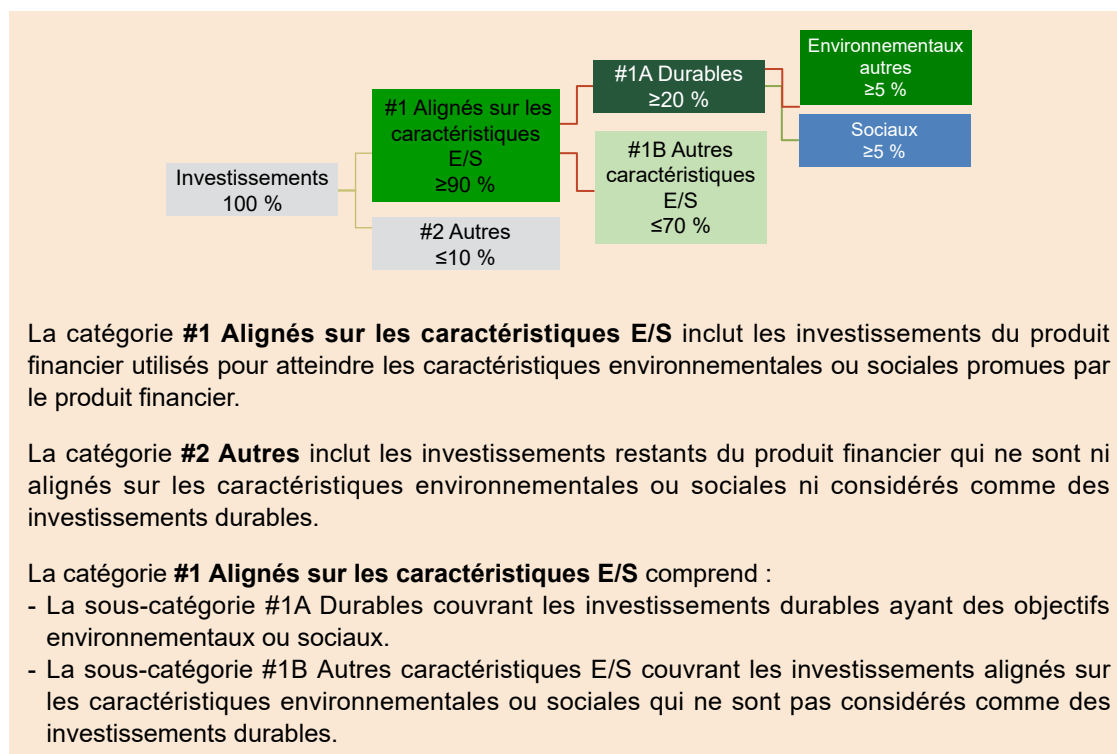 Investissements
100 %
#1 Alignés sur les
caractéristiques
E/S
≥90 %
#2 Autres
≤10 %
#1A Durables
≥20 %
#1B Autres
caractéristiques
E/S
≤70 %
Environnementaux
autres
≥5 %
Sociaux
≥5 %
La catégorie #1 Alignés sur les caractéristiques E/S inclut les investissements du produit
financier utilisés pour atteindre les caractéristiques environnementales ou sociales promues par
le produit financier.
La catégorie #2 Autres inclut les investissements restants du produit financier qui ne sont ni
alignés sur les caractéristiques environnementales ou sociales ni considérés comme des
investissements durables.
La catégorie #1 Alignés sur les caractéristiques E/S comprend :
- La sous-catégorie #1A Durables couvrant les investissements durables ayant des objectifs
environnementaux ou sociaux.
- La sous-catégorie #1B Autres caractéristiques E/S couvrant les investissements alignés sur
les caractéristiques environnementales ou sociales qui ne sont pas considérés comme des
investissements durables.